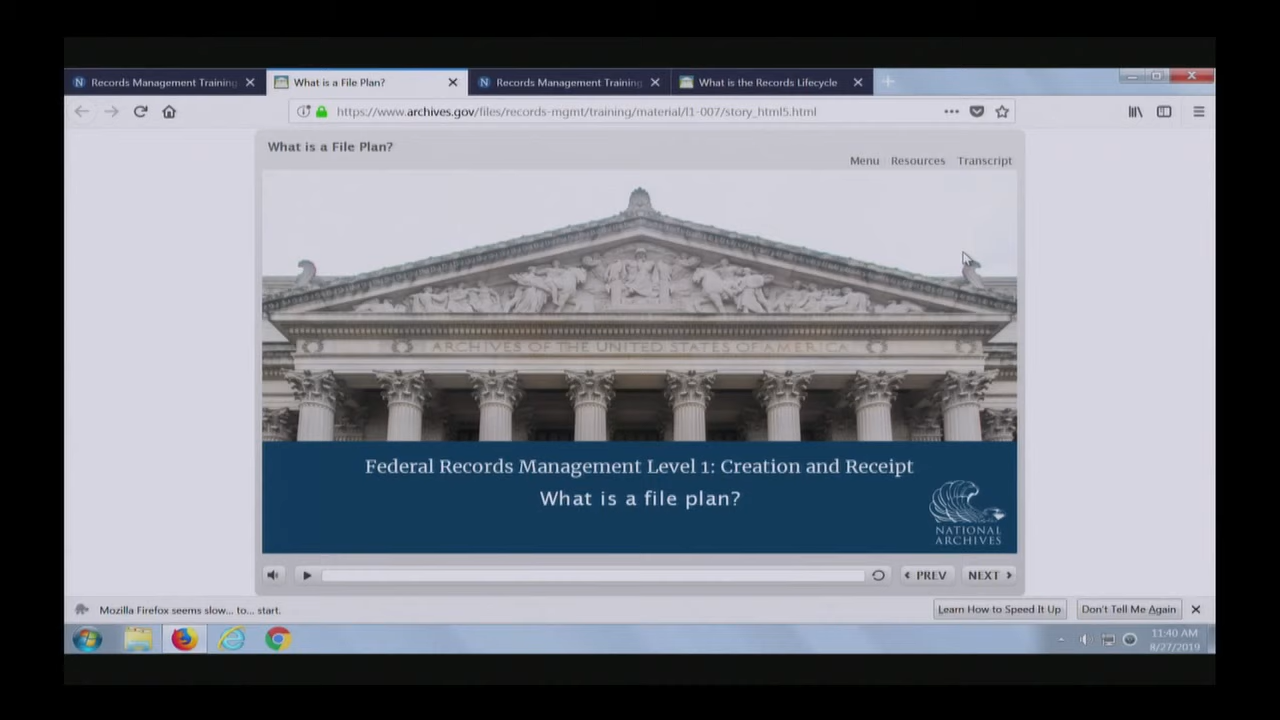 Records Management Training
What is a File Plan?
Records Management Training
What is the Records Lifecycle
https://www.archives.gov/files/records-mgmt/training/material/l1-007/story_html5.html
What is a File Plan?
Menu
Resources
Transcript
ARCHIVES OF THE UNITED STATES OF AMERICA
Federal Records Management Level 1: Creation and Receipt
What is a file plan?
NATIONAL
ARCHIVES
PREV
NEXT
Mozilla Firefox seems slow... to... start.
Learn How to Speed It Up
Don't Tell Me Again
11:40 AM
8/27/2019